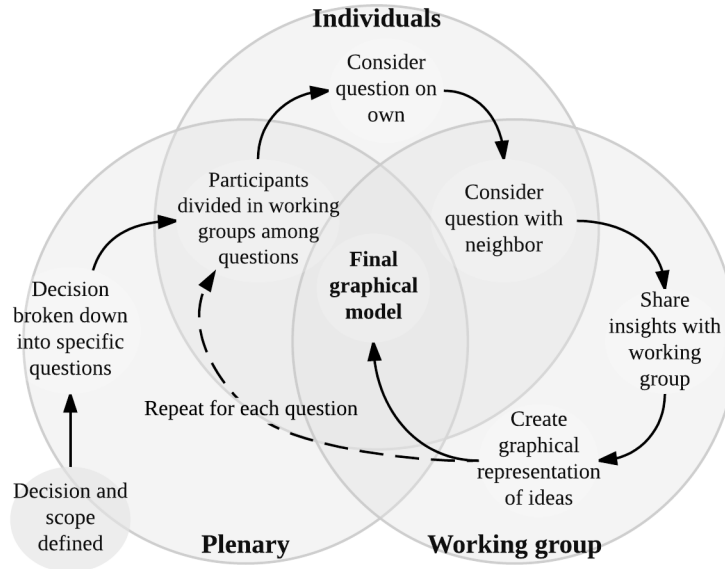 Individuals
Consider
question on
own
Participants
divided in working
groups among
questions
Consider
question with
neighbor
Final
graphical
model
Decision
broken down
into specific
questions
Share
insights with
working
group
Repeat for each question
Create
graphical
representation
of ideas
Decision and
scope
defined
Plenary
Working group